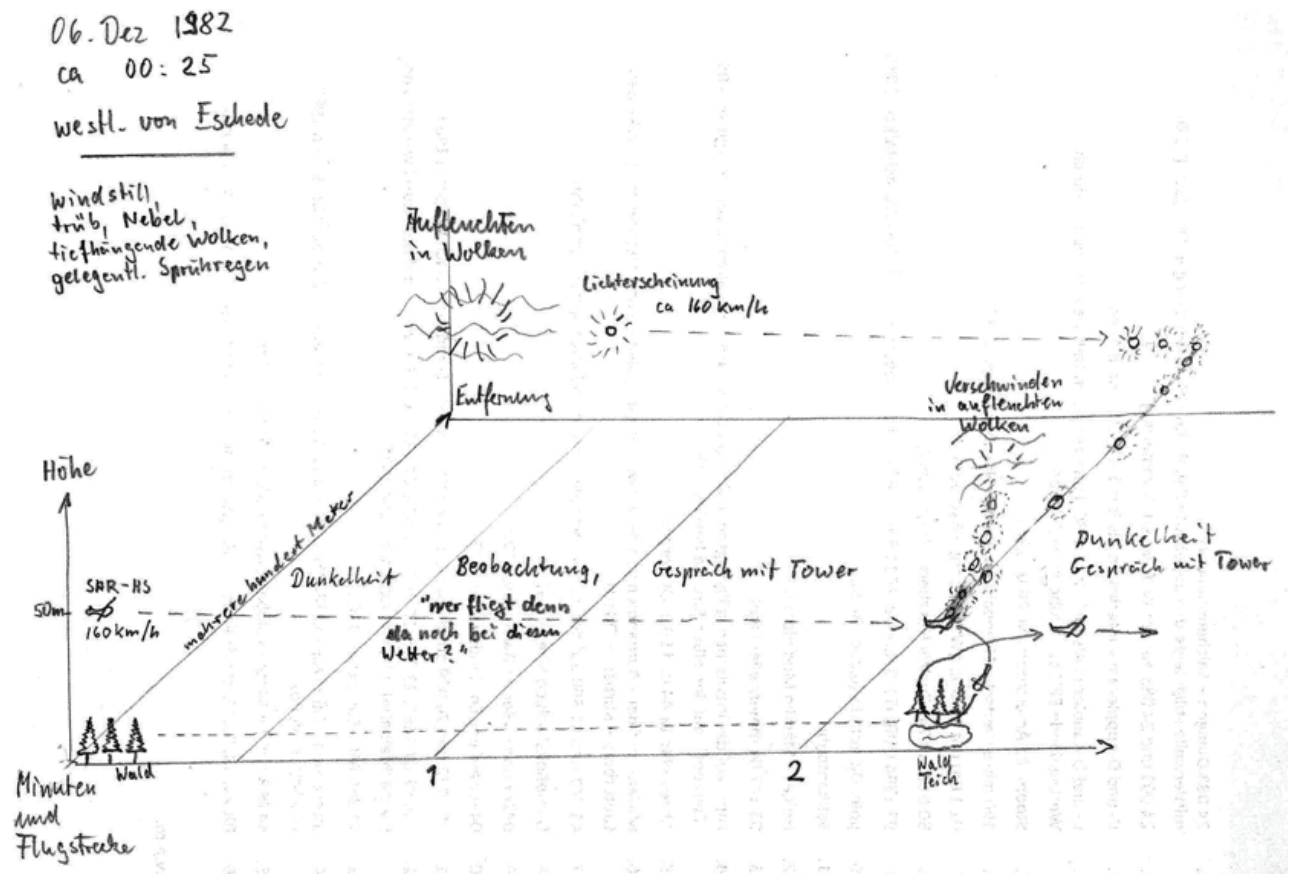 06. Dez 1982
ca 00:25
westl. von Eschede
windstill,
trüb, Nebel,
tiefhängende Wolken,
gelegentl. Sprühregen
Aufleuchten
in Wolken
Lichterscheinung
ca 160 km/h
Entfernung
Verschwinden
in aufleuchten
Wolken
Höhe
mehrere hundert Meter
50m
SAR-HS
160 km/h
Dunkelheit
Beobachtung,
"wer fliegt denn
da noch bei diesen
Wetter?"
Gespräch mit Tower
Dunkelheit
Gespräch mit Tower
Wald
1
2
Wald
Teich
Minuten
und
Flugstrecke